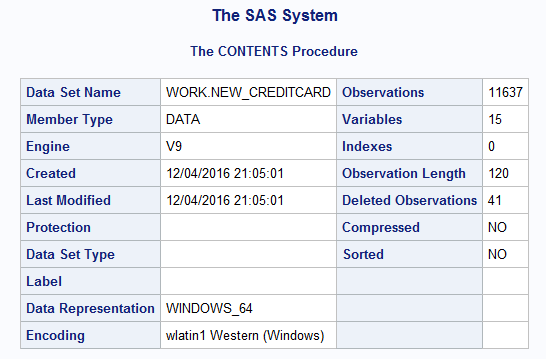 The SAS System
The CONTENTS Procedure
Data Set Name WORK.NEW_CREDITCARD Observations 11637
Member Type DATA Variables 15
Engine V9 Indexes 0
Created 12/04/2016 21:05:01 Observation Length 120
Last Modified 12/04/2016 21:05:01 Deleted Observations 41
Protection Compressed NO
Data Set Type Sorted NO
Label
Data Representation WINDOWS_64
Encoding wlatin1 Western (Windows)